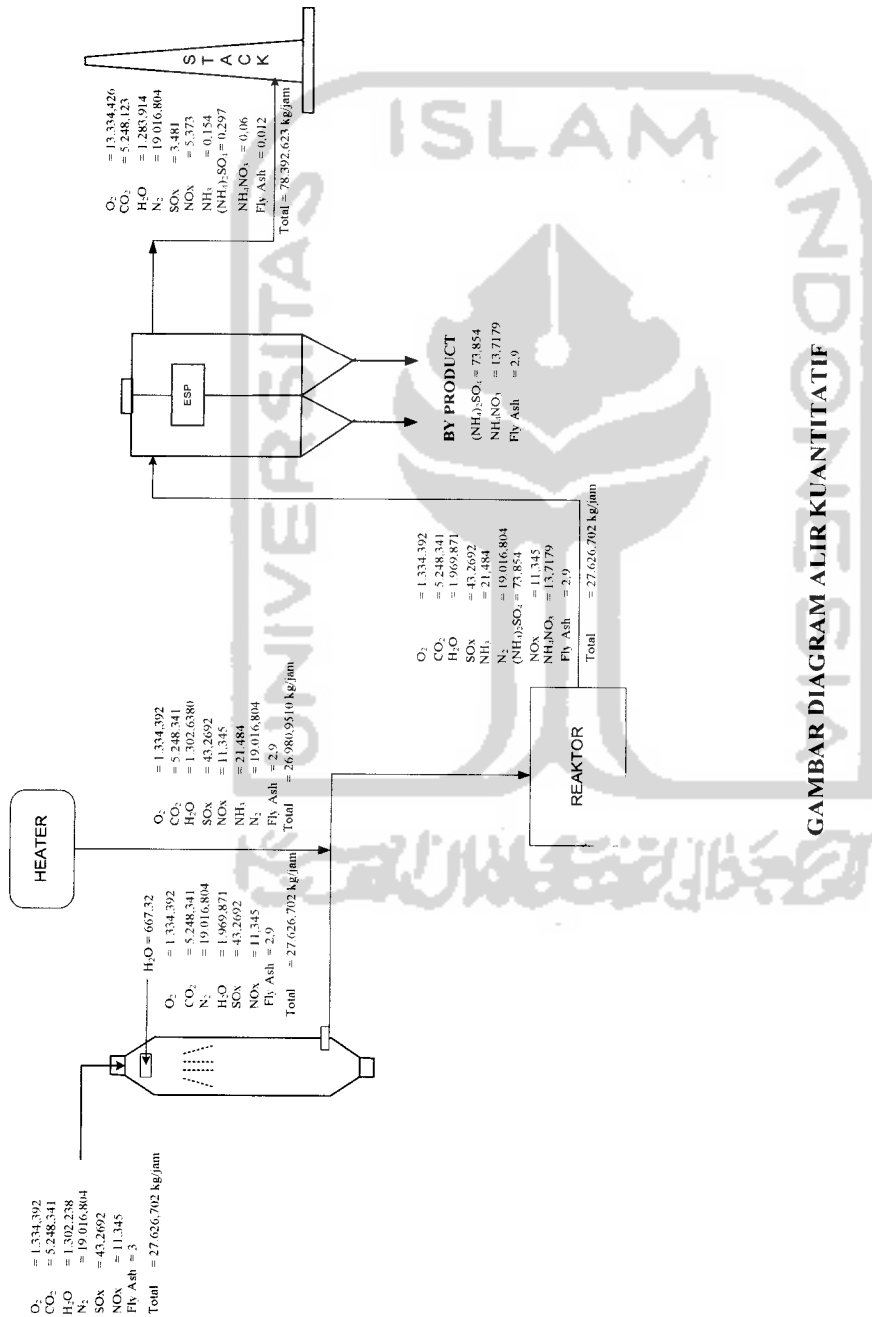 O₂ = 1.334,392
CO₂ = 5.248,341
H₂O = 1.302,238
N₂ = 19.016,804
SOx = 43,2692
NOx = 11,345
Fly Ash = 3
Total = 27.626,702 kg/jam
H₂O = 667,32
O₂ = 1.334,392
CO₂ = 5.248,341
N₂ = 19.016,804
H₂O = 1.969,871
SOx = 43,2692
NOx = 11,345
Fly Ash = 2,9
Total = 27.626,702 kg/jam
HEATER
O₂ = 1.334,392
CO₂ = 5.248,341
H₂O = 1.302,6380
SOx = 43,2692
NOx = 11,345
NH₃ = 21,484
N₂ = 19.016,804
Fly Ash = 2,9
Total = 26.980,9510 kg/jam
REAKTOR
O₂ = 1.334,392
CO₂ = 5.248,341
H₂O = 1.969,871
SOx = 43,2692
NH₃ = 21,484
N₂ = 19.016,804
(NH₄)₂SO₄ = 73,854
NOx = 11,345
NH₄NO₃ = 13,7179
Fly Ash = 2,9
Total = 27.626,702 kg/jam
ESP
BY PRODUCT
(NH₄)₂SO₄ = 73,854
NH₄NO₃ = 13,7179
Fly Ash = 2,9
O₂ = 13.334,426
CO₂ = 5.248,123
H₂O = 1.283,914
N₂ = 19.016,804
SOx = 3,481
NOx = 5,373
NH₃ = 0,154
(NH₄)₂SO₄ = 0,297
NH₄NO₃ = 0,06
Fly Ash = 0,012
Total = 78.392,623 kg/jam
STACK
GAMBAR DIAGRAM ALIR KUANTITATIF
UNIVERSITAS
ISLAM
INDONESIA